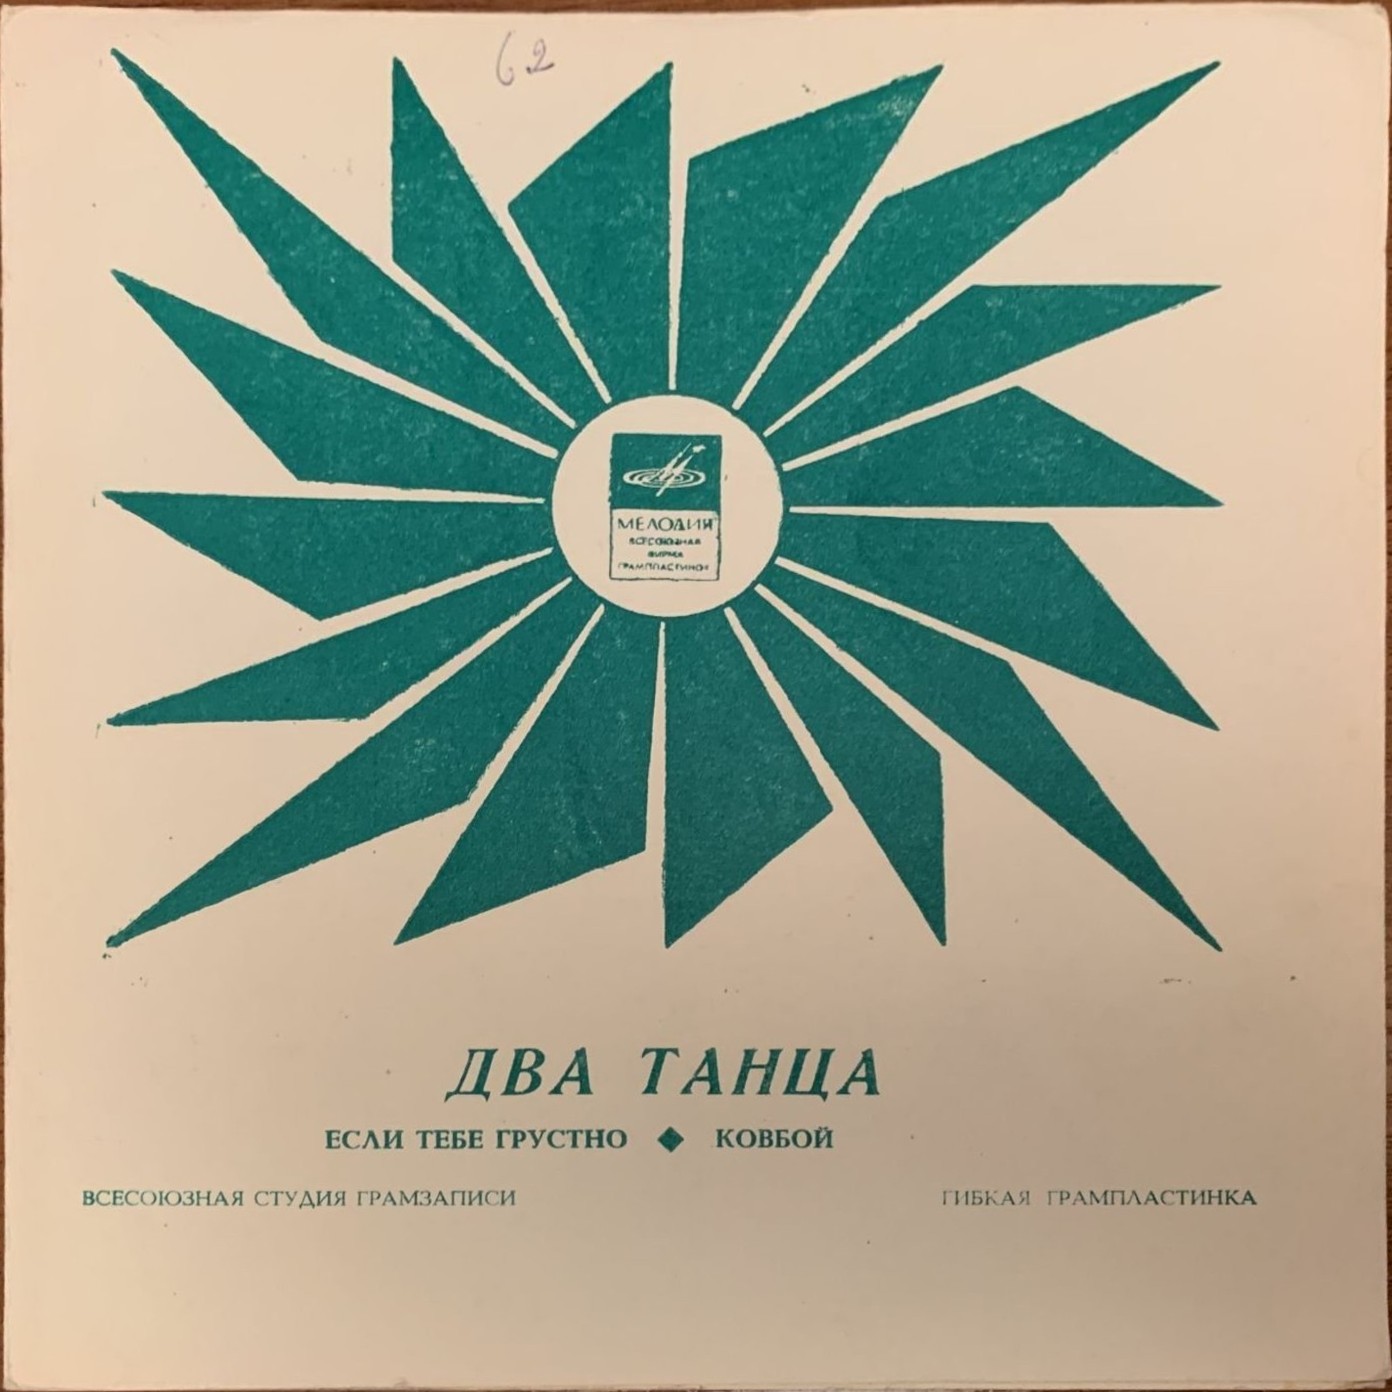 62
МЕЛОДИЯ
ВСЕСОЮЗНАЯ
ФИРМА
ГРАМПЛАСТИНОК
ДВА ТАНЦА
ЕСЛИ ТЕБЕ ГРУСТНО ◆ КОВБОЙ
ВСЕСОЮЗНАЯ СТУДИЯ ГРАМЗАПИСИ ГИБКАЯ ГРАМПЛАСТИНКА